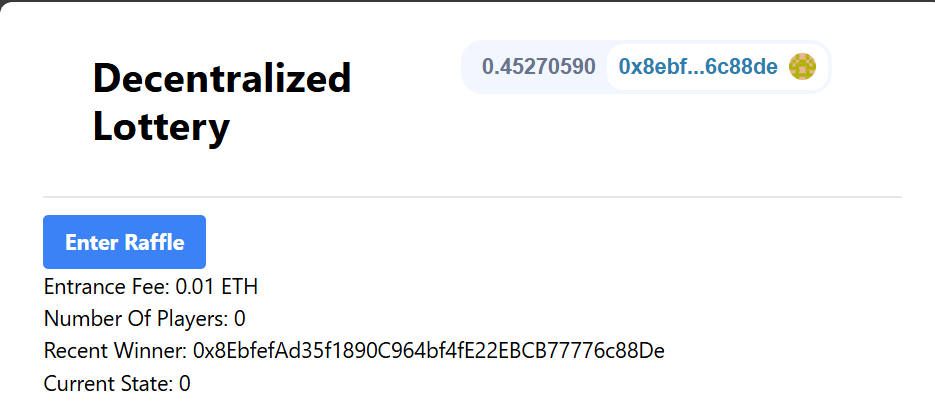 Decentralized
Lottery
0.45270590 0x8ebf...6c88de
Enter Raffle
Entrance Fee: 0.01 ETH
Number Of Players: 0
Recent Winner: 0x8EbfefAd35f1890C964bf4fE22EBCB77776c88De
Current State: 0